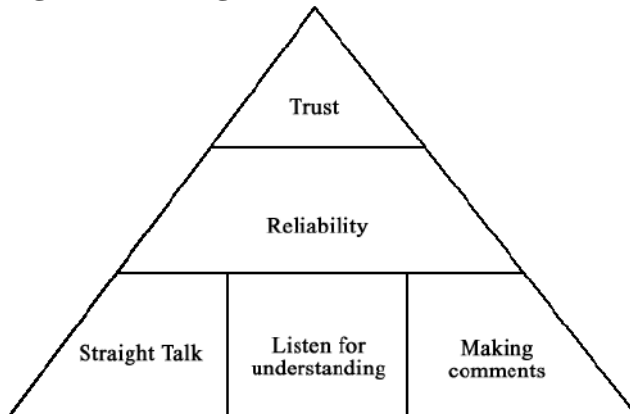 Trust
Reliability
Straight Talk
Listen for
understanding
Making
comments